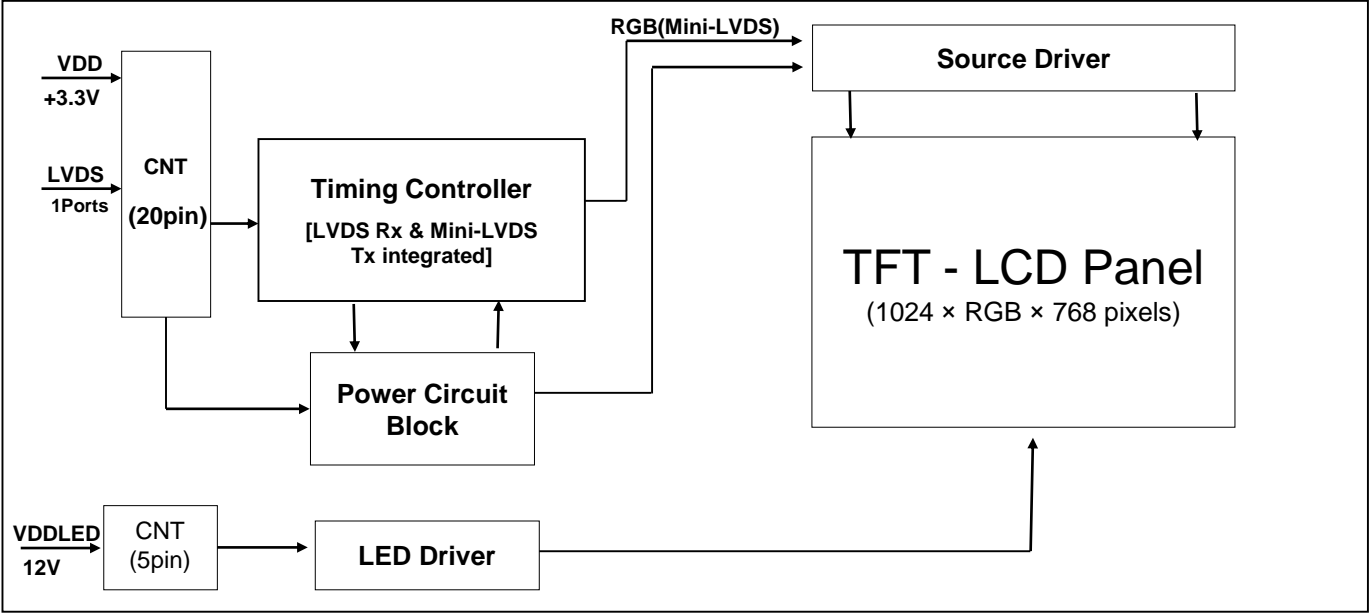 RGB(Mini-LVDS)
Source Driver
VDD
+3.3V
LVDS
1Ports
CNT
(20pin)
Timing Controller
[LVDS Rx & Mini-LVDS
Tx integrated]
TFT - LCD Panel
(1024 × RGB × 768 pixels)
Power Circuit
Block
VDDLED
12V
CNT
(5pin)
LED Driver